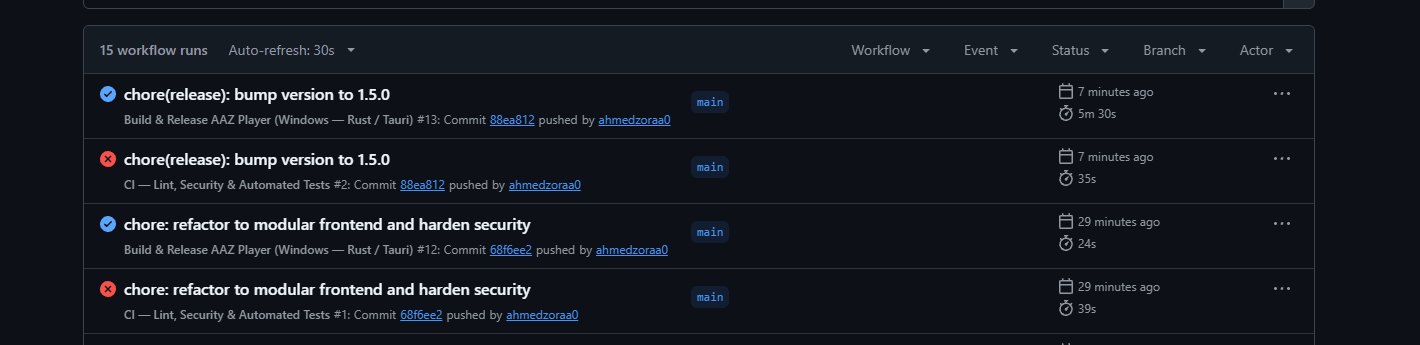 15 workflow runs Auto-refresh: 30s Workflow Event Status Branch Actor
chore(release): bump version to 1.5.0 main 7 minutes ago
Build & Release AAZ Player (Windows — Rust / Tauri) #13: Commit 88ea812 pushed by ahmedzoraa0 5m 30s
chore(release): bump version to 1.5.0 main 7 minutes ago
CI — Lint, Security & Automated Tests #2: Commit 88ea812 pushed by ahmedzoraa0 35s
chore: refactor to modular frontend and harden security main 29 minutes ago
Build & Release AAZ Player (Windows — Rust / Tauri) #12: Commit 68f6ee2 pushed by ahmedzoraa0 24s
chore: refactor to modular frontend and harden security main 29 minutes ago
CI — Lint, Security & Automated Tests #1: Commit 68f6ee2 pushed by ahmedzoraa0 39s